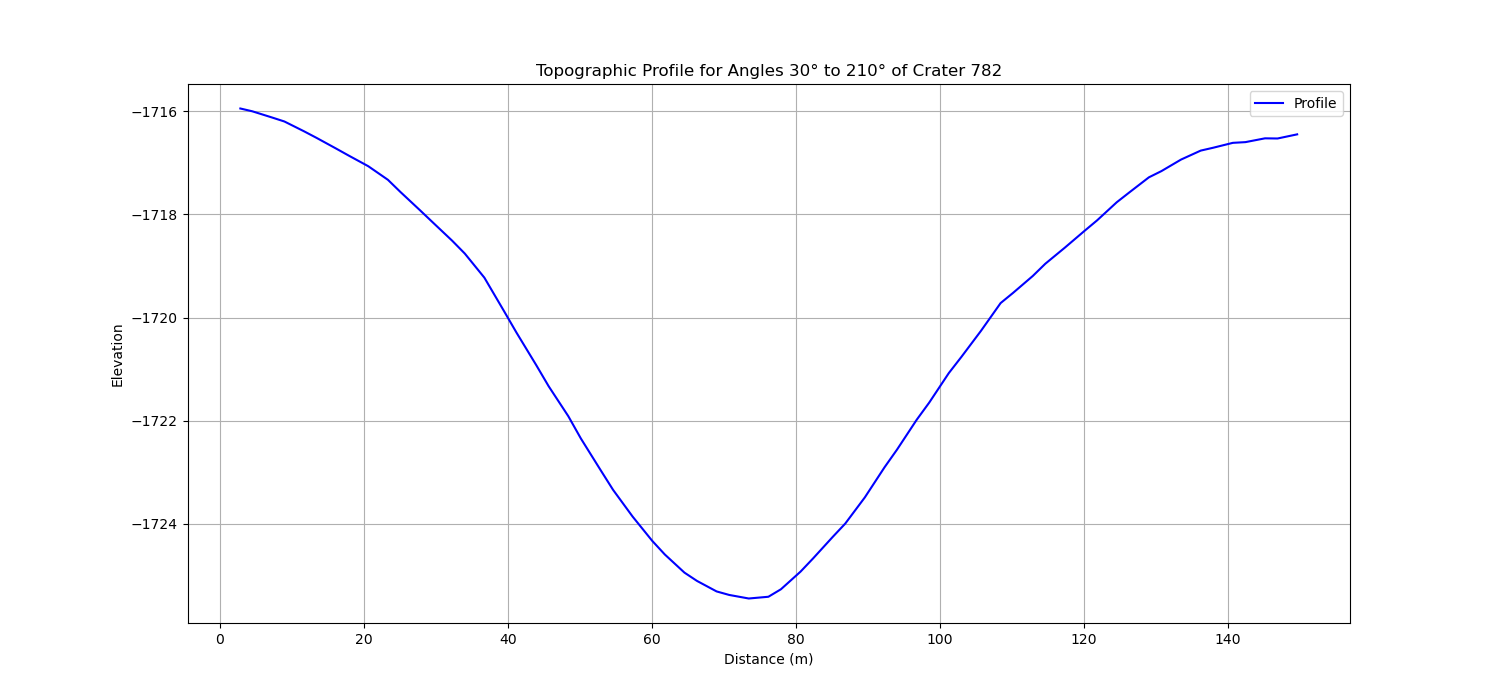 Topographic Profile for Angles 30° to 210° of Crater 782
Profile
−1716
−1718
−1720
−1722
−1724
Elevation
0 20 40 60 80 100 120 140
Distance (m)